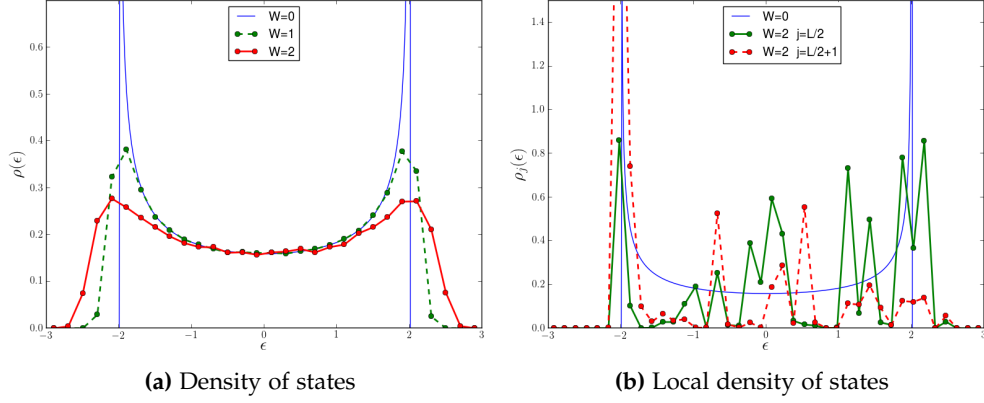 W=0
W=1
W=2
0.6
0.5
0.4
0.3
0.2
0.1
0.0
ρ(ϵ)
−3 −2 −1 0 1 2 3
ϵ
(a) Density of states
W=0
W=2 j=L/2
W=2 j=L/2+1
1.4
1.2
1.0
0.8
0.6
0.4
0.2
0.0
ρj(ϵ)
−3 −2 −1 0 1 2 3
ϵ
(b) Local density of states